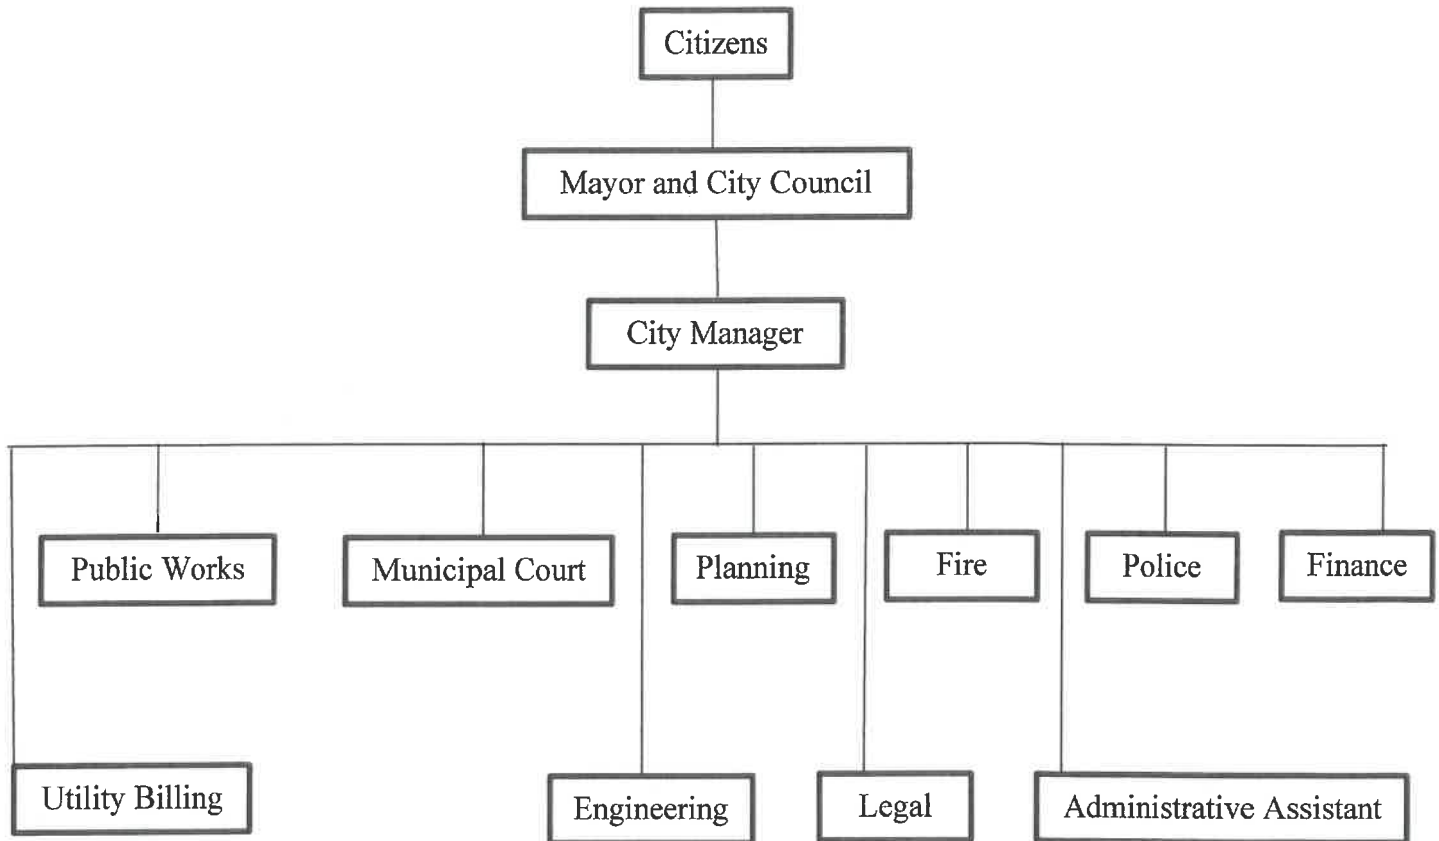 Citizens
Mayor and City Council
City Manager
Public Works
Municipal Court
Planning
Fire
Police
Finance
Utility Billing
Engineering
Legal
Administrative Assistant